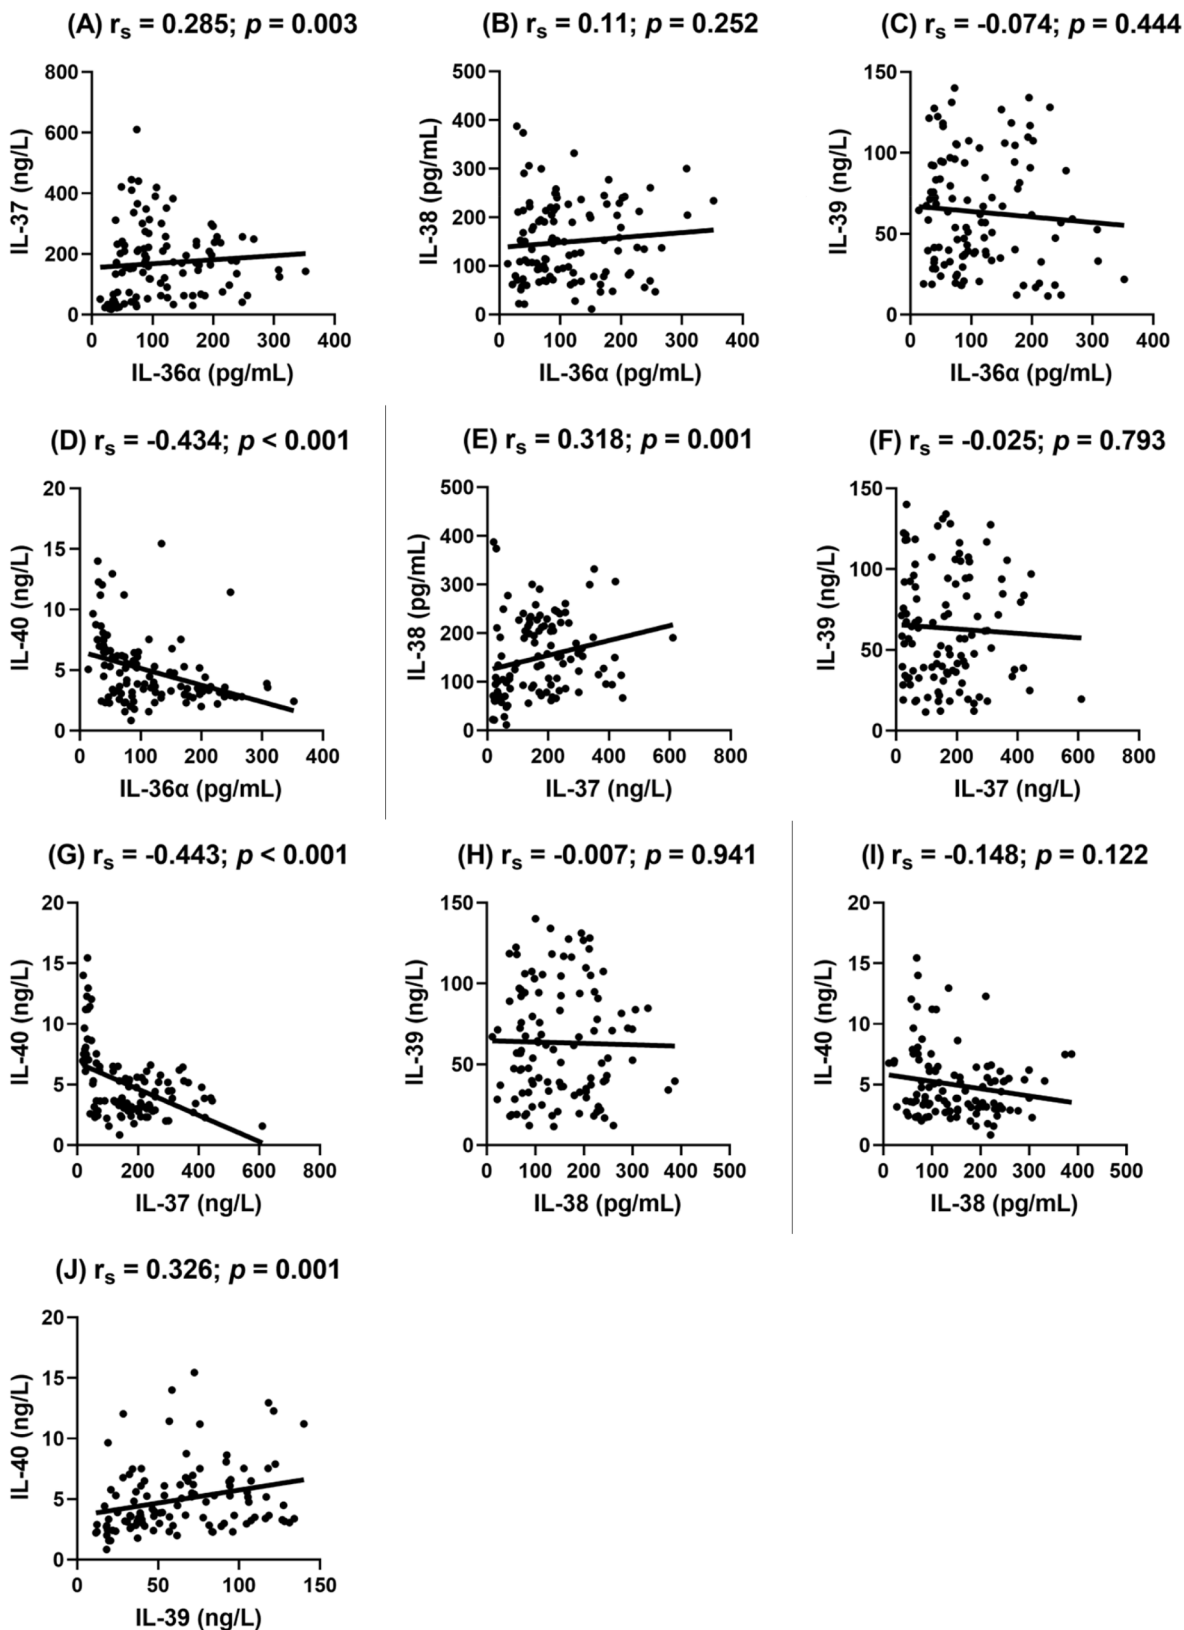 (A) rs = 0.285; p = 0.003
800
600
400
200
0
IL-37 (ng/L)
0 100 200 300 400
IL-36α (pg/mL)
(B) rs = 0.11; p = 0.252
500
400
300
200
100
0
IL-38 (pg/mL)
0 100 200 300 400
IL-36α (pg/mL)
(C) rs = -0.074; p = 0.444
150
100
50
0
IL-39 (ng/L)
0 100 200 300 400
IL-36α (pg/mL)
(D) rs = -0.434; p < 0.001
20
15
10
5
0
IL-40 (ng/L)
0 100 200 300 400
IL-36α (pg/mL)
(E) rs = 0.318; p = 0.001
500
400
300
200
100
0
IL-38 (pg/mL)
0 200 400 600 800
IL-37 (ng/L)
(F) rs = -0.025; p = 0.793
150
100
50
0
IL-39 (ng/L)
0 200 400 600 800
IL-37 (ng/L)
(G) rs = -0.443; p < 0.001
20
15
10
5
0
IL-40 (ng/L)
0 200 400 600 800
IL-37 (ng/L)
(H) rs = -0.007; p = 0.941
150
100
50
0
IL-39 (ng/L)
0 100 200 300 400 500
IL-38 (pg/mL)
(I) rs = -0.148; p = 0.122
20
15
10
5
0
IL-40 (ng/L)
0 100 200 300 400 500
IL-38 (pg/mL)
(J) rs = 0.326; p = 0.001
20
15
10
5
0
IL-40 (ng/L)
0 50 100 150
IL-39 (ng/L)